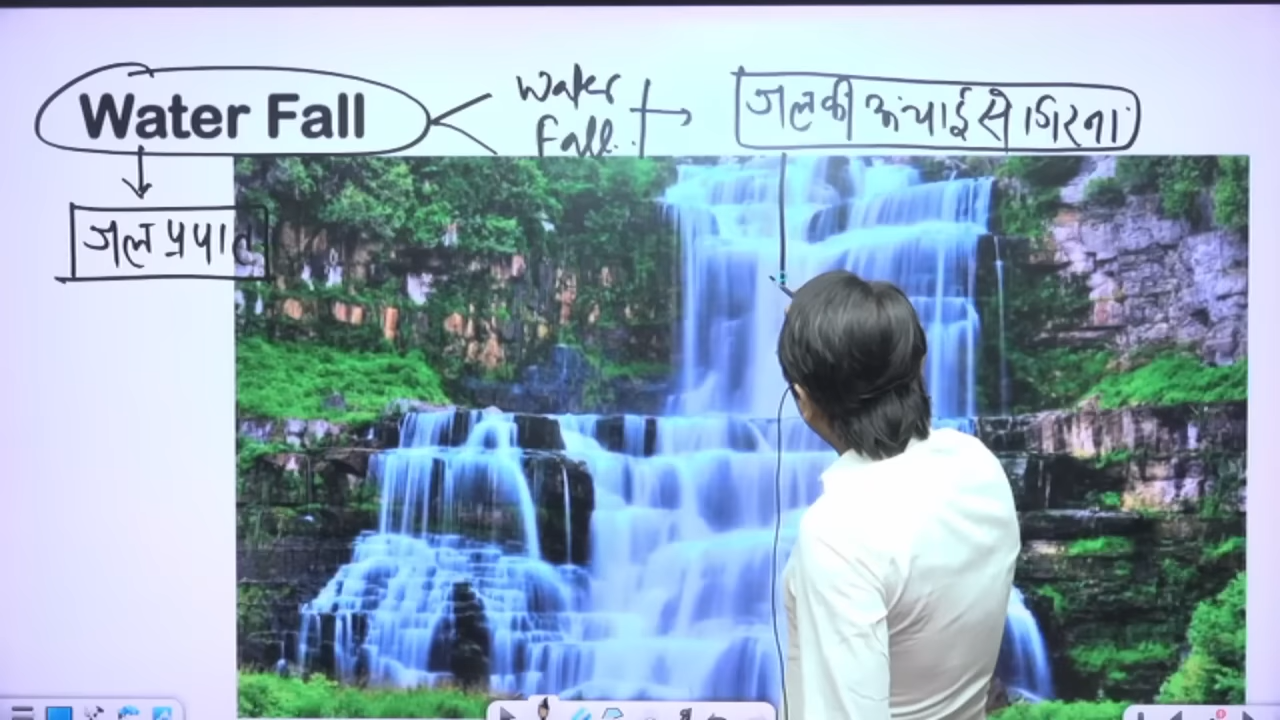 Water Fall
Water
Fall..
जल की ऊंचाई से गिरना
जल प्रपात